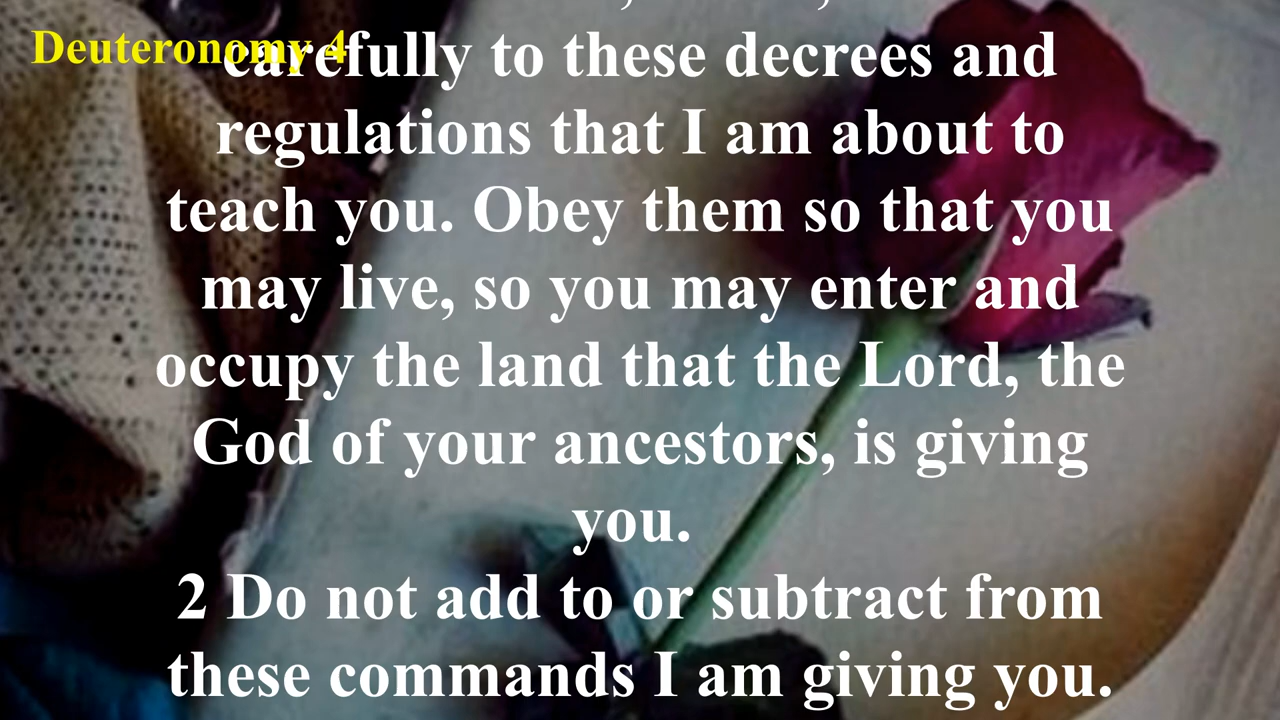 Deuteronomy 4
carefully to these decrees and
regulations that I am about to
teach you. Obey them so that you
may live, so you may enter and
occupy the land that the Lord, the
God of your ancestors, is giving
you.
2 Do not add to or subtract from
these commands I am giving you.